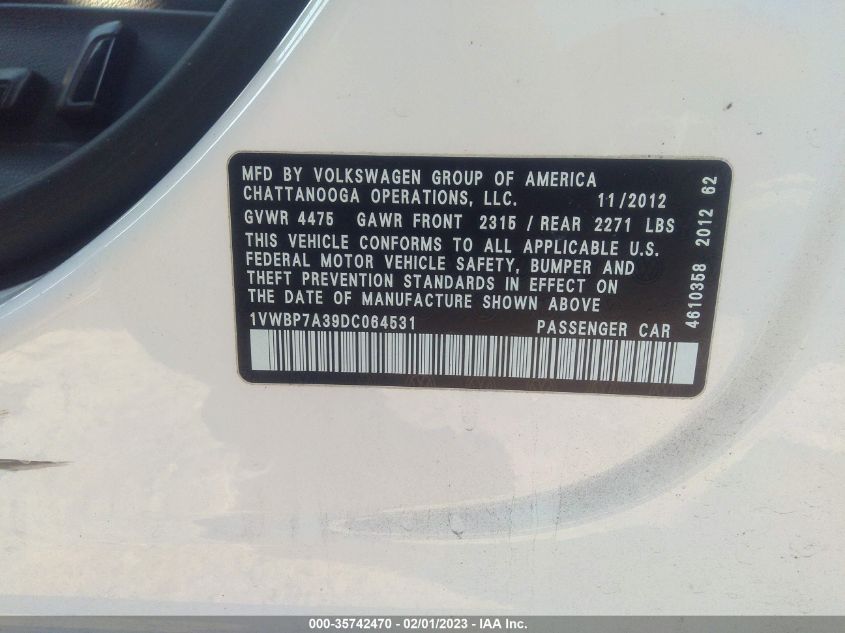 MFD BY VOLKSWAGEN GROUP OF AMERICA
CHATTANOOGA OPERATIONS, LLC. 11/2012
GVWR 4475 GAWR FRONT 2315 / REAR 2271 LBS
THIS VEHICLE CONFORMS TO ALL APPLICABLE U.S.
FEDERAL MOTOR VEHICLE SAFETY, BUMPER AND
THEFT PREVENTION STANDARDS IN EFFECT ON
THE DATE OF MANUFACTURE SHOWN ABOVE
1VWBP7A39DC064531 PASSENGER CAR
4610358 2012 62
000-35742470 - 02/01/2023 - IAA Inc.